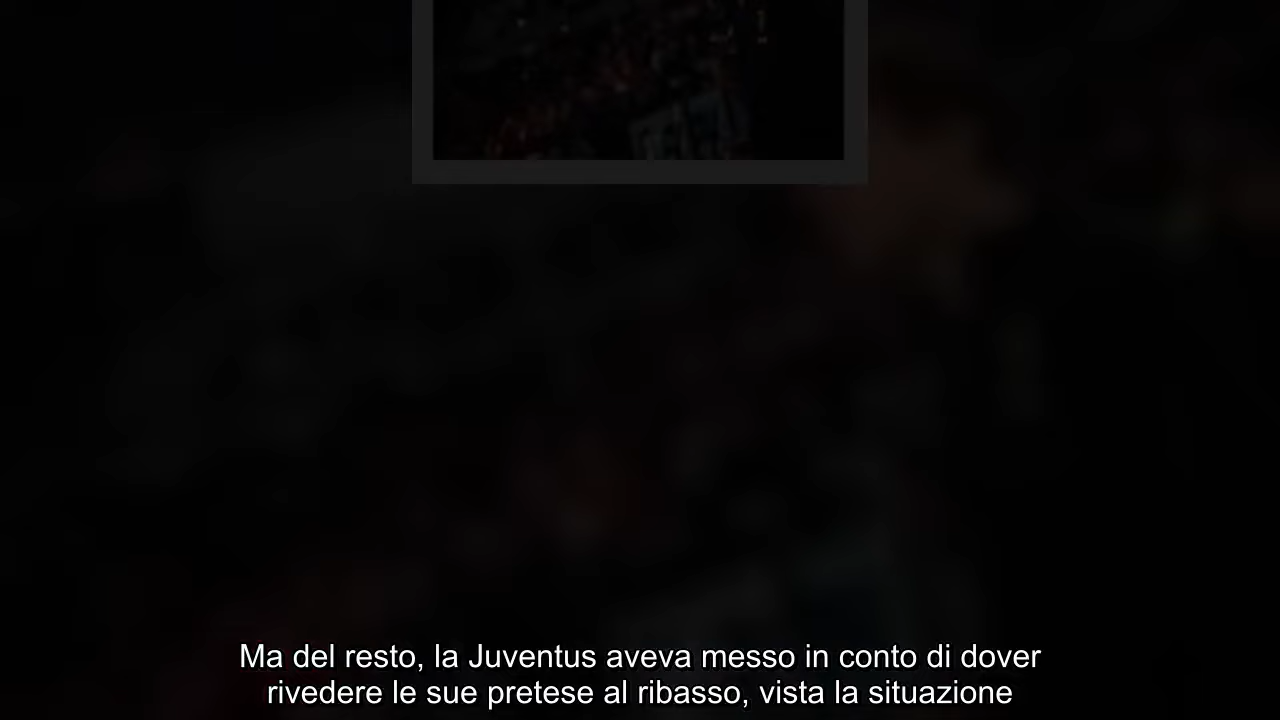 Ma del resto, la Juventus aveva messo in conto di dover
rivedere le sue pretese al ribasso, vista la situazione